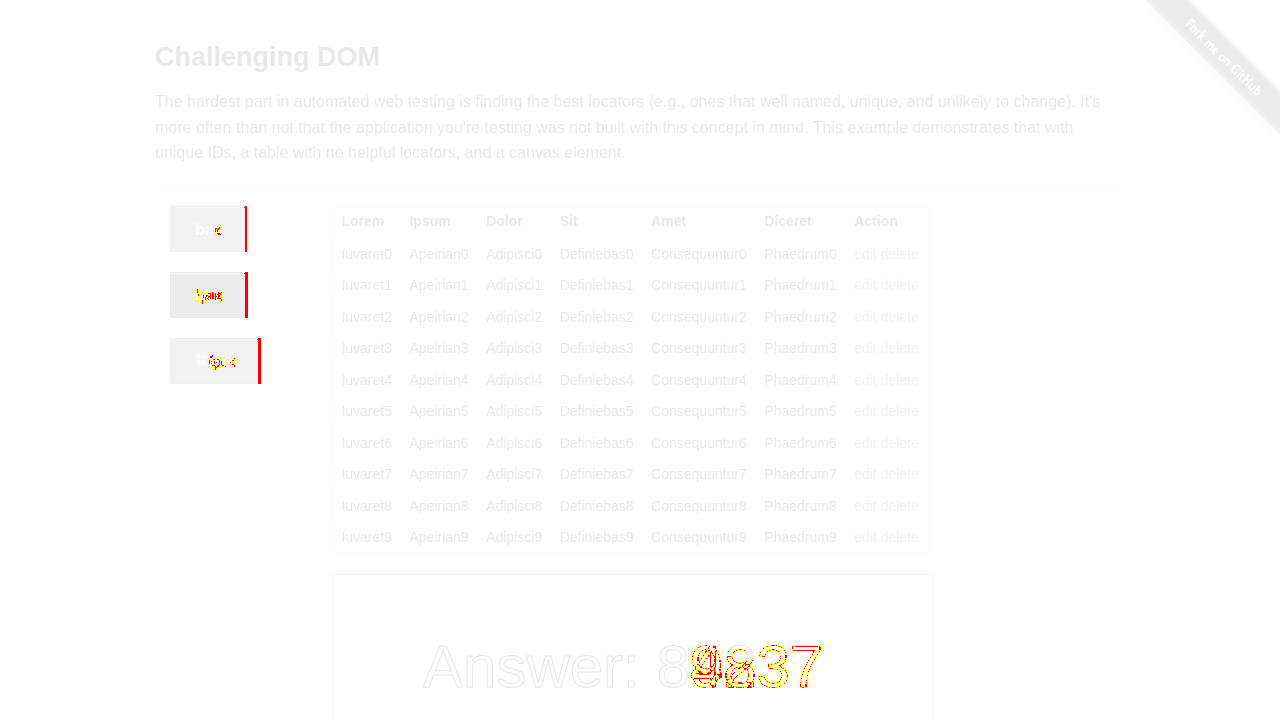 Fork me on GitHub
Challenging DOM
The hardest part in automated web testing is finding the best locators (e.g., ones that well named, unique, and unlikely to change). It's
more often than not that the application you're testing was not built with this concept in mind. This example demonstrates that with
unique IDs, a table with no helpful locators, and a canvas element.
Lorem Ipsum Dolor Sit Amet Diceret Action
Iuvaret0 Apeirian0 Adipisci0 Definiebas0 Consequuntur0 Phaedrum0 edit delete
Iuvaret1 Apeirian1 Adipisci1 Definiebas1 Consequuntur1 Phaedrum1 edit delete
Iuvaret2 Apeirian2 Adipisci2 Definiebas2 Consequuntur2 Phaedrum2 edit delete
Iuvaret3 Apeirian3 Adipisci3 Definiebas3 Consequuntur3 Phaedrum3 edit delete
Iuvaret4 Apeirian4 Adipisci4 Definiebas4 Consequuntur4 Phaedrum4 edit delete
Iuvaret5 Apeirian5 Adipisci5 Definiebas5 Consequuntur5 Phaedrum5 edit delete
Iuvaret6 Apeirian6 Adipisci6 Definiebas6 Consequuntur6 Phaedrum6 edit delete
Iuvaret7 Apeirian7 Adipisci7 Definiebas7 Consequuntur7 Phaedrum7 edit delete
Iuvaret8 Apeirian8 Adipisci8 Definiebas8 Consequuntur8 Phaedrum8 edit delete
Iuvaret9 Apeirian9 Adipisci9 Definiebas9 Consequuntur9 Phaedrum9 edit delete
Answer: